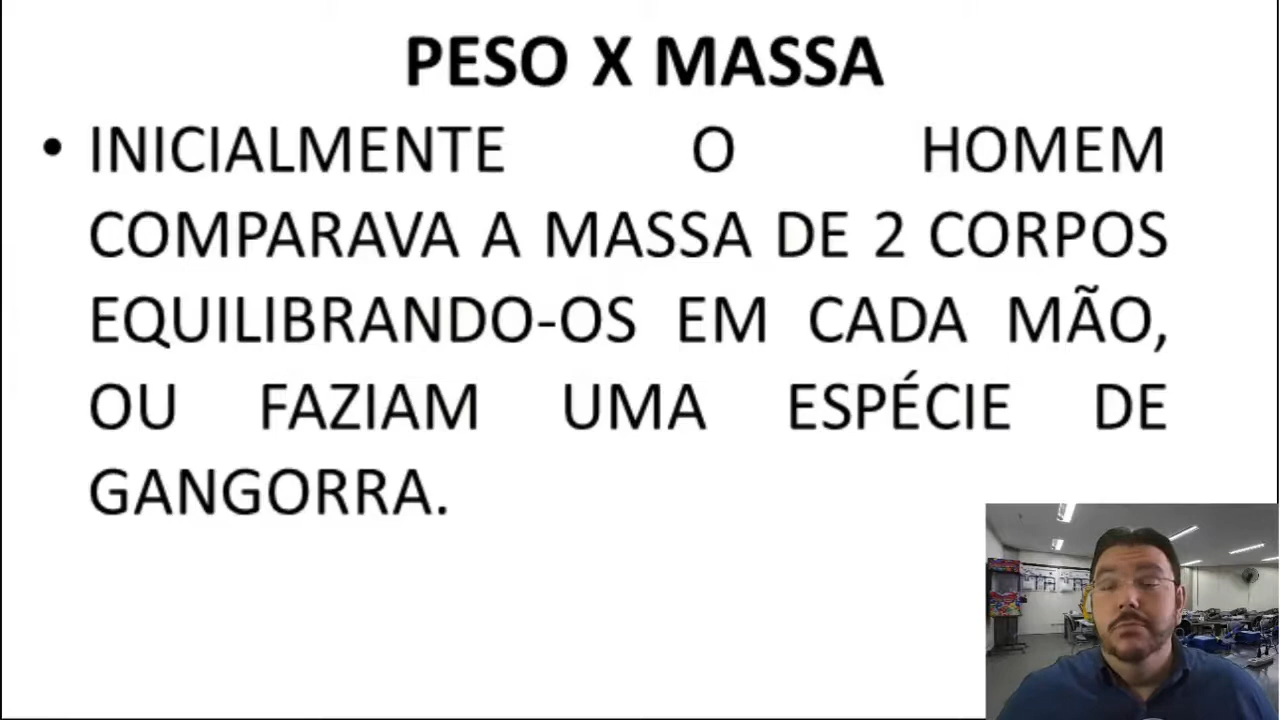 PESO X MASSA
• INICIALMENTE O HOMEM
COMPARAVA A MASSA DE 2 CORPOS
EQUILIBRANDO-OS EM CADA MÃO,
OU FAZIAM UMA ESPÉCIE DE
GANGORRA.